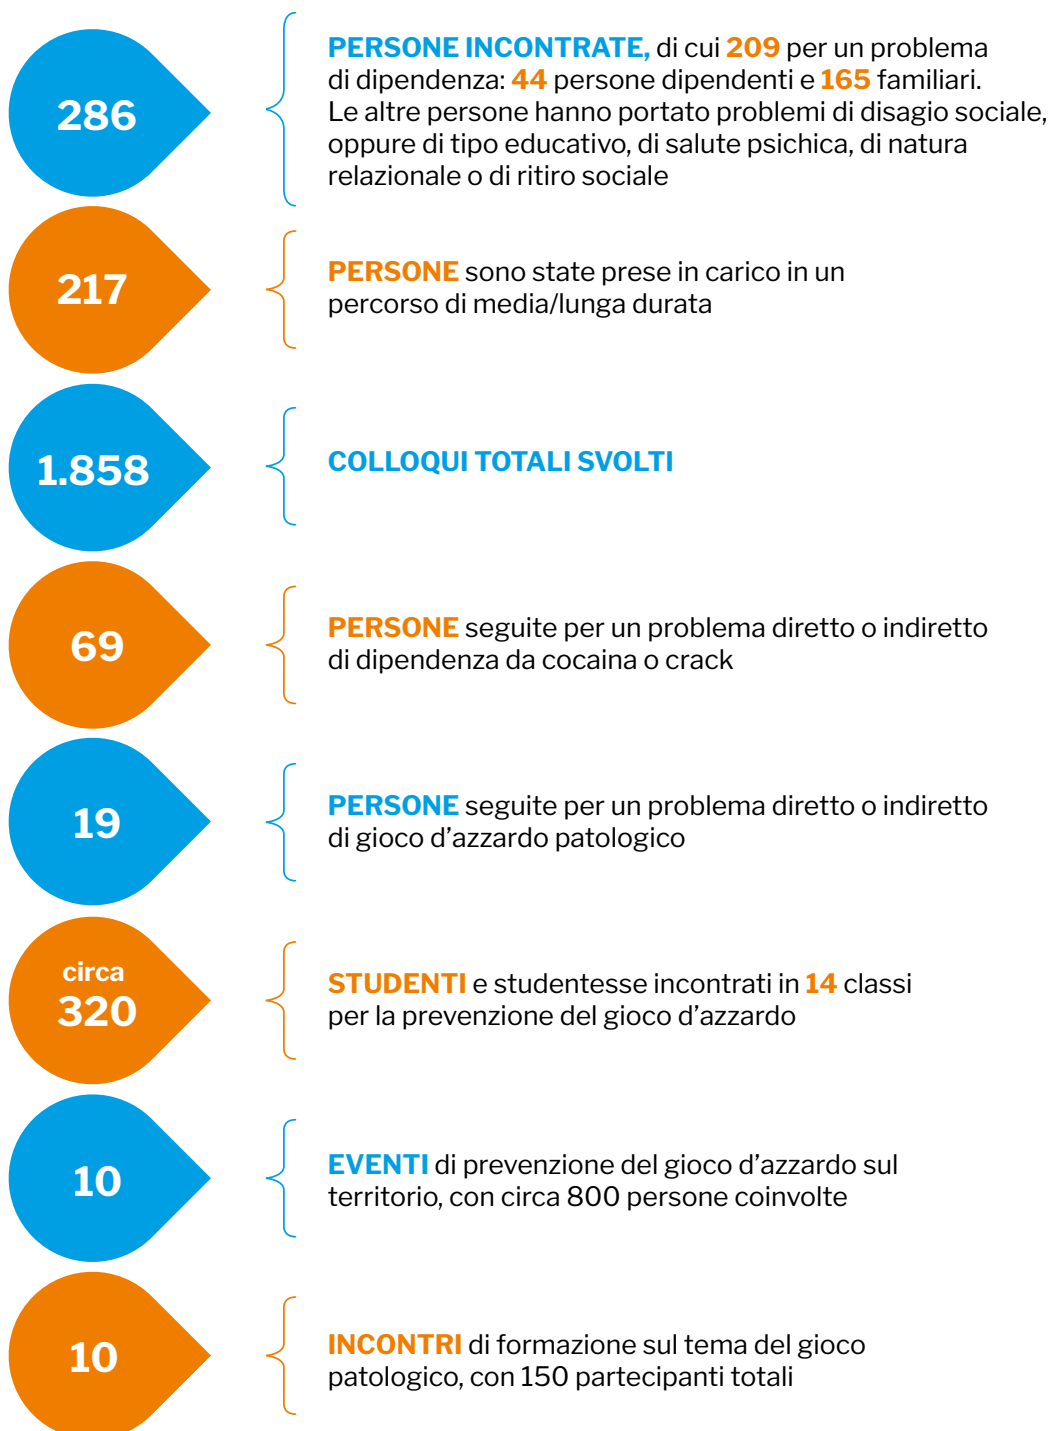 286
PERSONE INCONTRATE, di cui 209 per un problema
di dipendenza: 44 persone dipendenti e 165 familiari.
Le altre persone hanno portato problemi di disagio sociale,
oppure di tipo educativo, di salute psichica, di natura
relazionale o di ritiro sociale
217
PERSONE sono state prese in carico in un
percorso di media/lunga durata
1.858
COLLOQUI TOTALI SVOLTI
69
PERSONE seguite per un problema diretto o indiretto
di dipendenza da cocaina o crack
19
PERSONE seguite per un problema diretto o indiretto
di gioco d'azzardo patologico
circa
320
STUDENTI e studentesse incontrati in 14 classi
per la prevenzione del gioco d'azzardo
10
EVENTI di prevenzione del gioco d'azzardo sul
territorio, con circa 800 persone coinvolte
10
INCONTRI di formazione sul tema del gioco
patologico, con 150 partecipanti totali